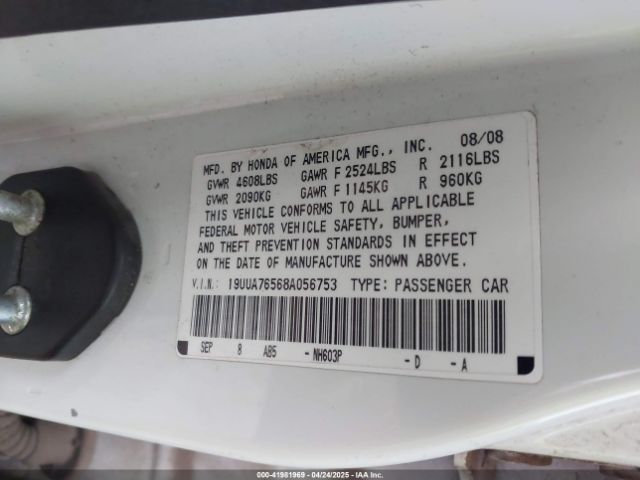 MFD. BY HONDA OF AMERICA MFG., INC. 08/08
GVWR 4608LBS GAWR F 2524LBS R 2116LBS
GVWR 2090KG GAWR F 1145KG R 960KG
THIS VEHICLE CONFORMS TO ALL APPLICABLE
FEDERAL MOTOR VEHICLE SAFETY, BUMPER,
AND THEFT PREVENTION STANDARDS IN EFFECT
ON THE DATE OF MANUFACTURE SHOWN ABOVE.
V.I.N.: 19UUA76568A056753 TYPE: PASSENGER CAR
SEP 8 AB5 -NH603P -D -A
000-41981969 | 04/24/2025 | IAA Inc.